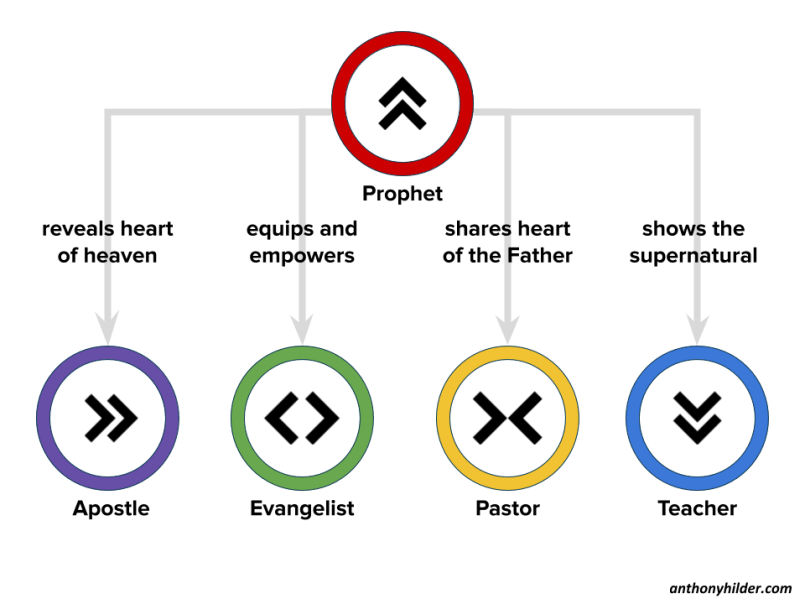 Prophet
reveals heart
of heaven
equips and
empowers
shares heart
of the Father
shows the
supernatural
Apostle
Evangelist
Pastor
Teacher
anthonyhilder.com